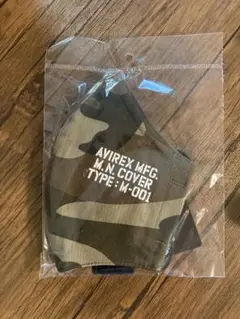 AVIREX MFG.
M.N. COVER
TYPE : M-001